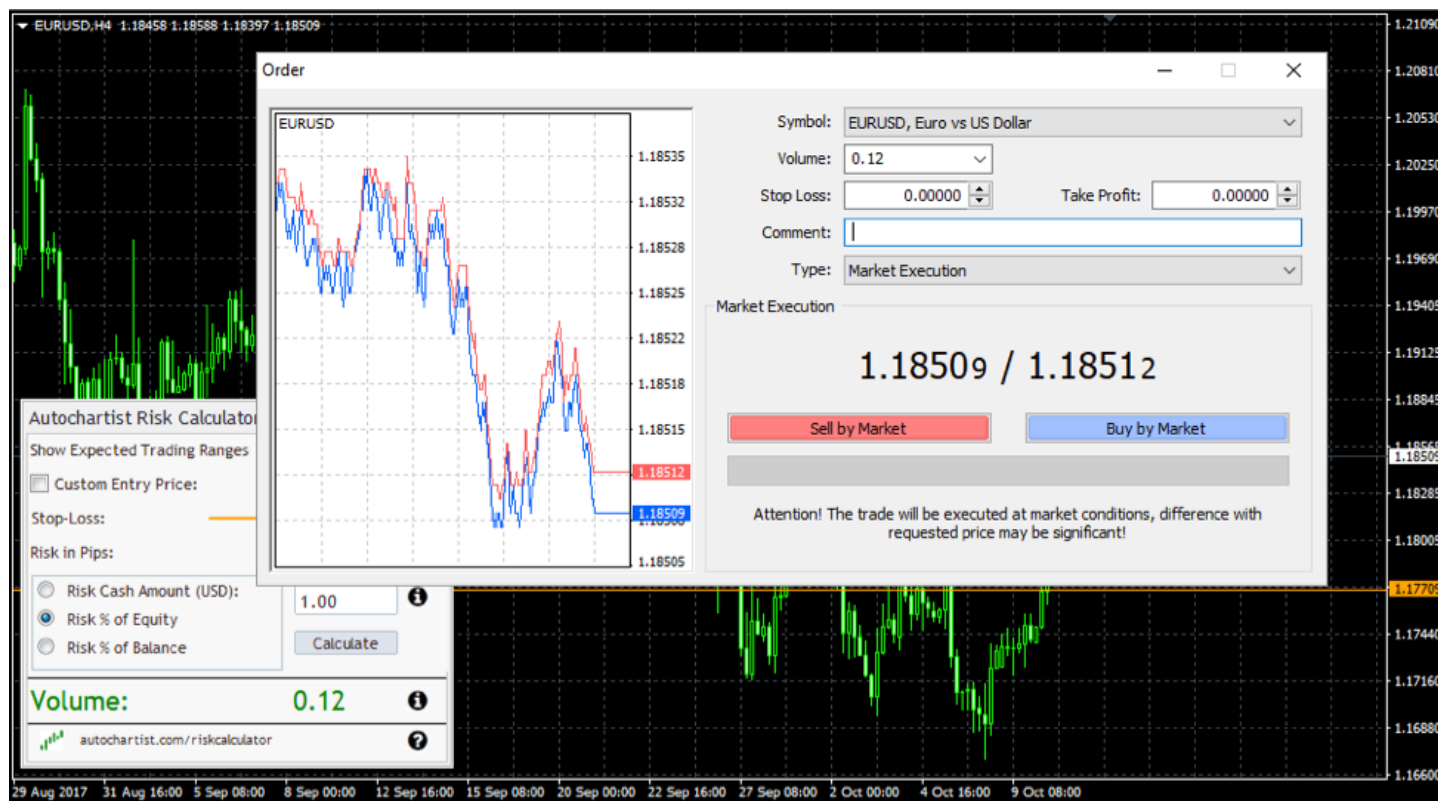 EURUSD,H4 1.18458 1.18588 1.18397 1.18509
Order
EURUSD
1.18535
1.18532
1.18528
1.18525
1.18522
1.18518
1.18515
1.18512
1.18509
1.18505
Symbol: EURUSD, Euro vs US Dollar
Volume: 0.12
Stop Loss: 0.00000 Take Profit: 0.00000
Comment:
Type: Market Execution
Market Execution
1.18509 / 1.18512
Sell by Market Buy by Market
Attention! The trade will be executed at market conditions, difference with
requested price may be significant!
Autochartist Risk Calculato
Show Expected Trading Ranges
Custom Entry Price:
Stop-Loss:
Risk in Pips:
Risk Cash Amount (USD):
Risk % of Equity
Risk % of Balance
1.00
Calculate
Volume: 0.12
autochartist.com/riskcalculator
1.21090
1.20810
1.20530
1.20250
1.19970
1.19690
1.19405
1.19125
1.18845
1.18565
1.18509
1.18285
1.18005
1.17709
1.17440
1.17160
1.16880
1.16600
29 Aug 2017 31 Aug 16:00 5 Sep 08:00 8 Sep 00:00 12 Sep 16:00 15 Sep 08:00 20 Sep 00:00 22 Sep 16:00 27 Sep 08:00 2 Oct 00:00 4 Oct 16:00 9 Oct 08:00